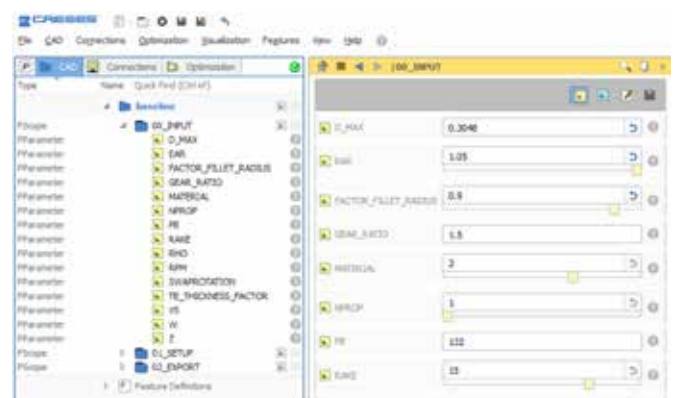 CAESES
File CAD Connections Optimization Visualization Features View Help
CAD Connections Optimization
|00_INPUT
Type Name Quick Find (Ctrl+F)
baseline
FScope 00_INPUT
FParameter D_MAX
FParameter EAR
FParameter FACTOR_FILLET_RADIUS
FParameter GEAR_RATIO
FParameter MATERIAL
FParameter NPROP
FParameter PB
FParameter RAKE
FParameter RHO
FParameter RPM
FParameter SWAPROTATION
FParameter TE_THICKNESS_FACTOR
FParameter VS
FParameter W
FParameter Z
FScope 01_SETUP
FScope 02_EXPORT
Feature Definitions
D_MAX 0.3048
EAR 1.05
FACTOR_FILLET_RADIUS 0.9
GEAR_RATIO 1.5
MATERIAL 2
NPROP 1
PB 132
RAKE 15